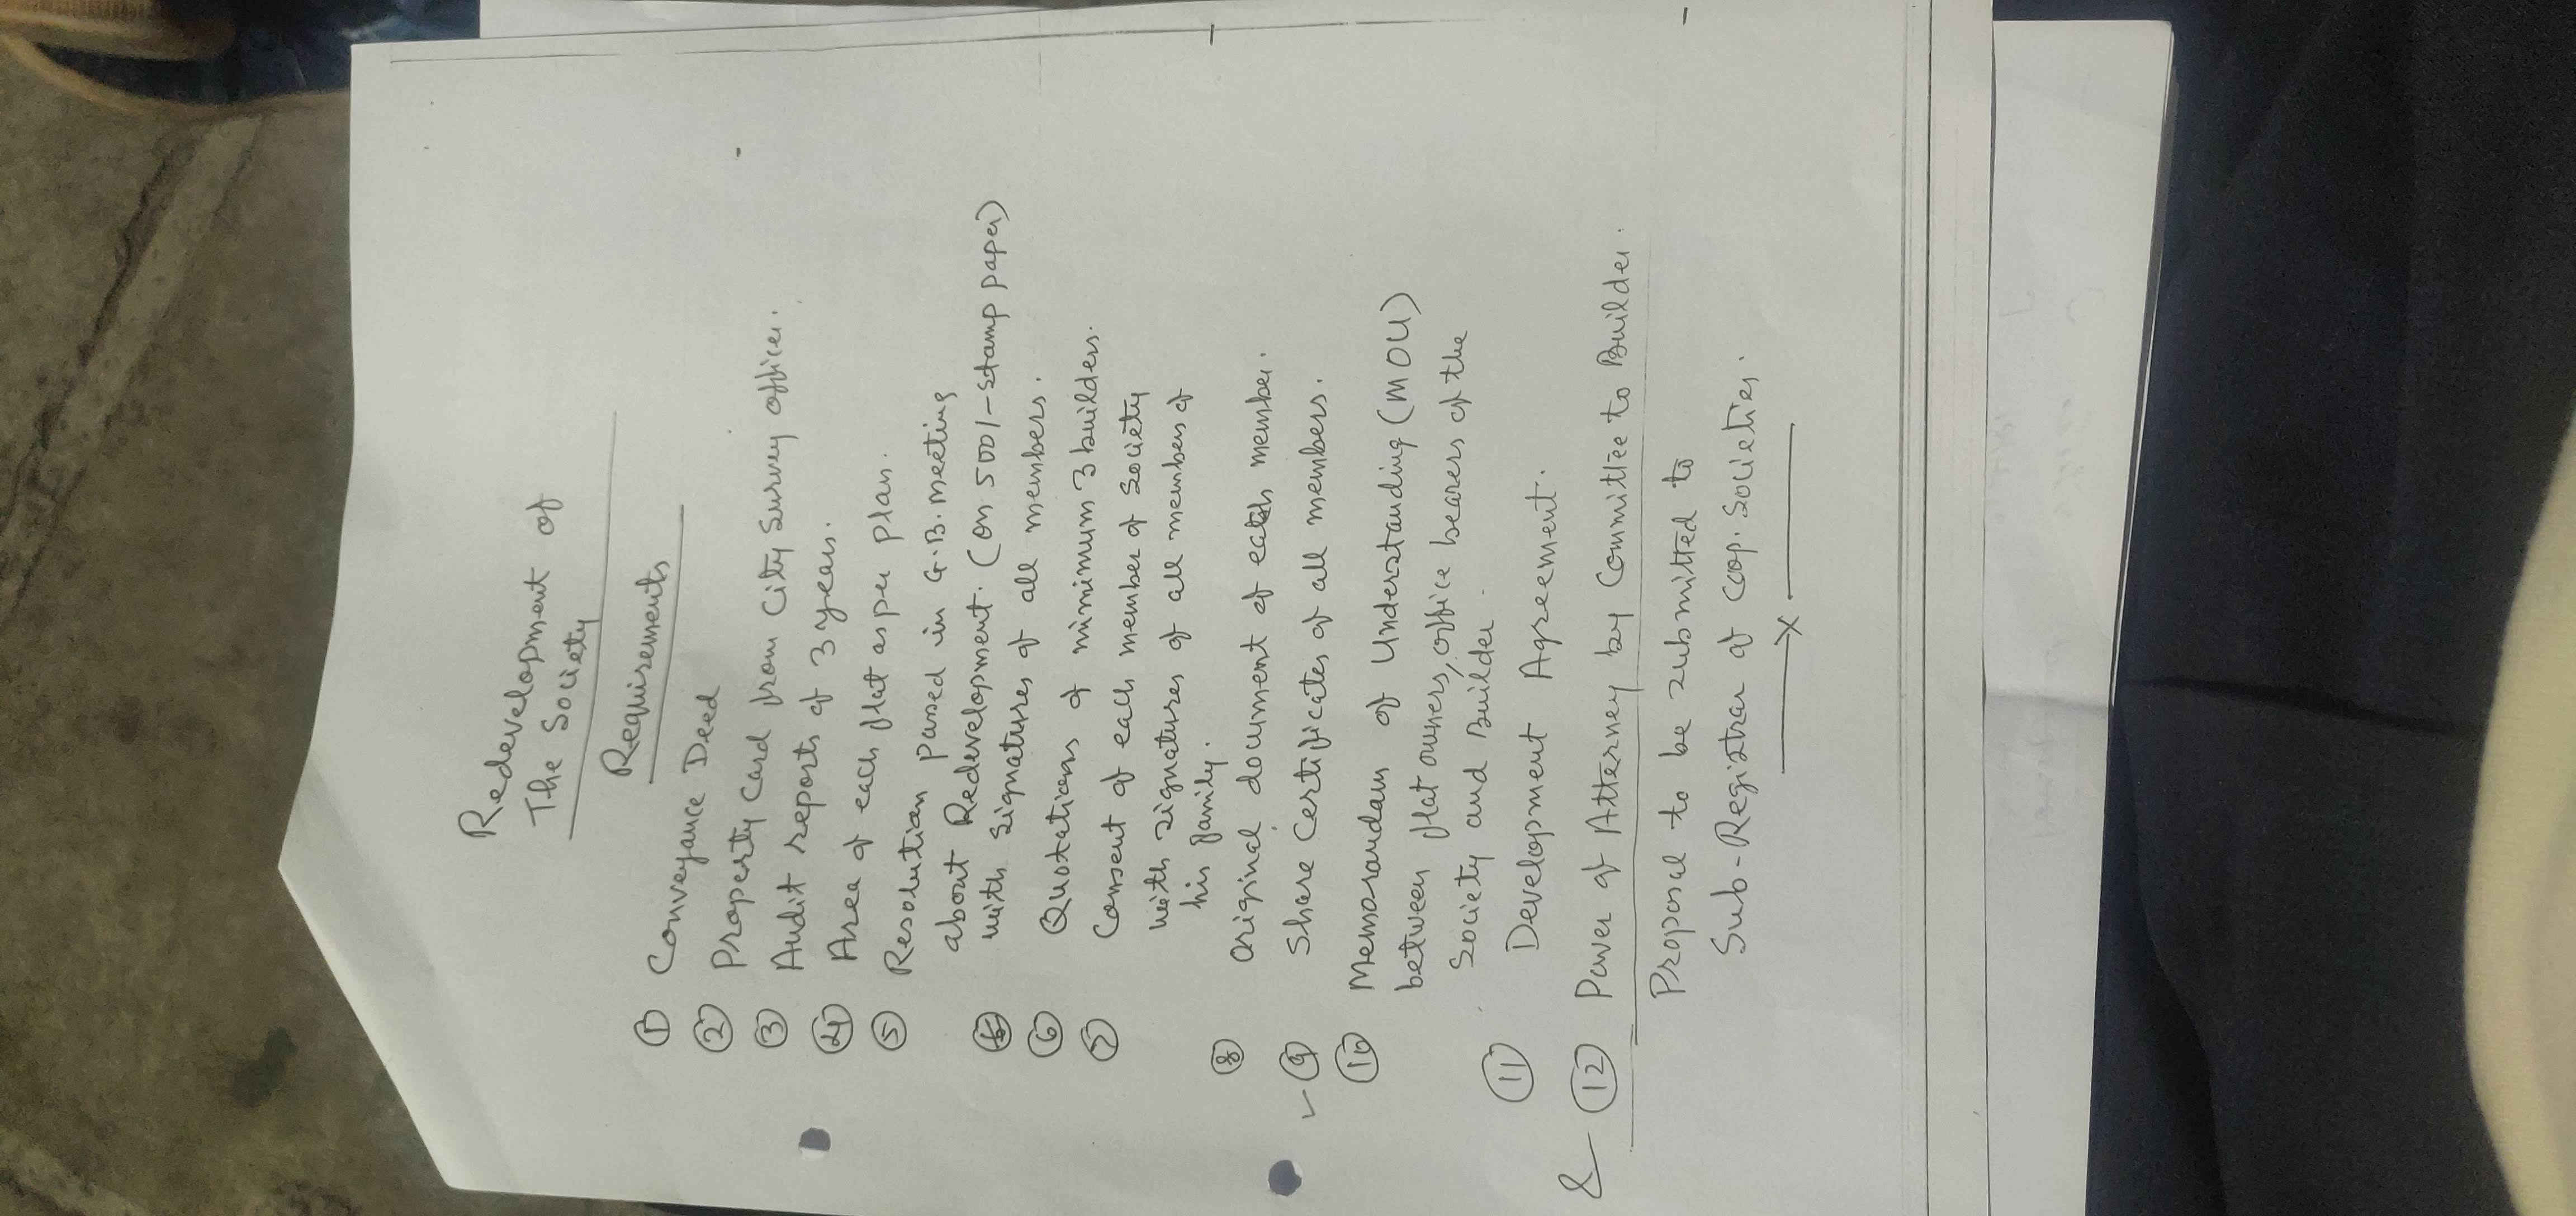 Redevelopment of
The Society
Requirements
① Conveyance Deed
② Property Card from City Survey office.
③ Audit reports of 3 years.
④ Area of each flat as per plan.
⑤ Resolution passed in G.B. Meeting
about Redevelopment. (on 500/- stamp paper)
with signatures of all members.
⑥ Quotations of minimum 3 builders.
⑦ Consent of each member of Society
with signatures of all members of
his family.
⑧ Original document of each member.
✓ ⑨ Share Certificates of all members.
⑩ Memorandam of Understanding (MOU)
between flat owners, office bearers of the
Society and Builder
⑪ Development Agreement.
& ⑫ Power of Atterney by Committee to Builder.
Proposal to be submitted to
Sub-Registrar of Coop. Societies.